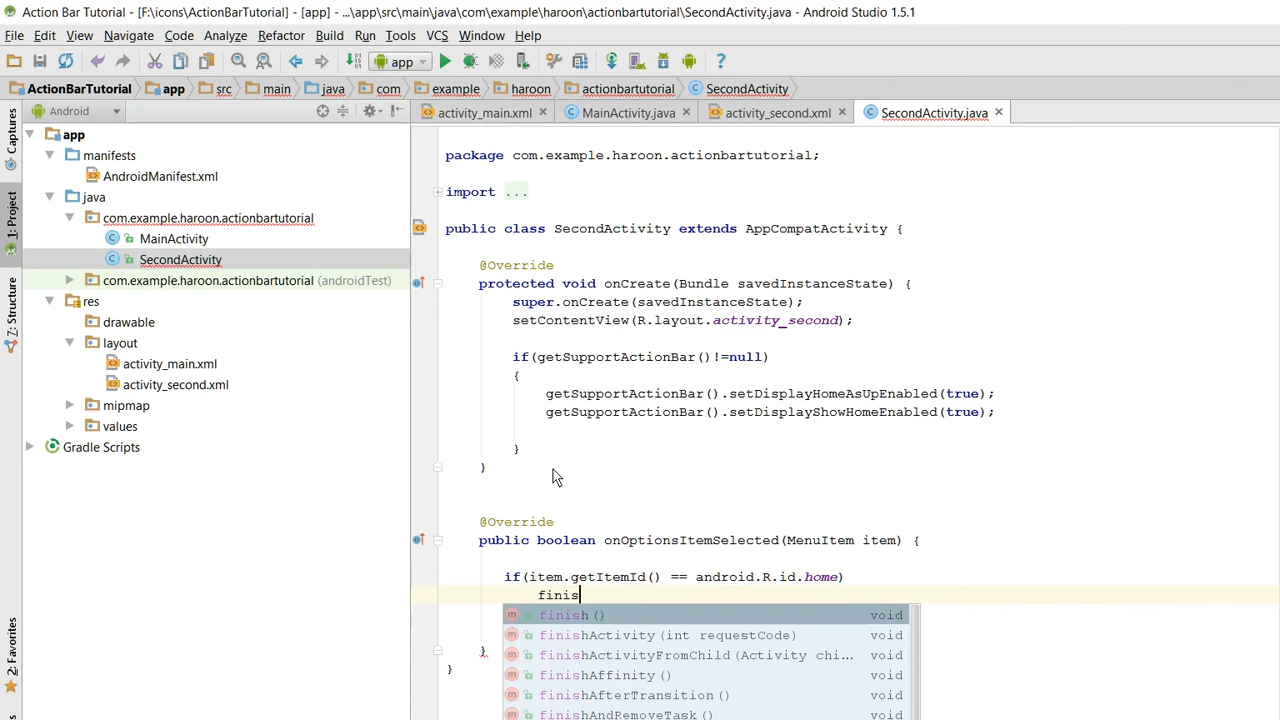 Action Bar Tutorial - [F:\icons\ActionBarTutorial] - [app] - ...\app\src\main\java\com\example\haroon\actionbartutorial\SecondActivity.java - Android Studio 1.5.1
File Edit View Navigate Code Analyze Refactor Build Run Tools VCS Window Help
app
ActionBarTutorial app src main java com example haroon actionbartutorial SecondActivity
Android
activity_main.xml MainActivity.java activity_second.xml SecondActivity.java
Captures
1: Project
7: Structure
2: Favorites
app
manifests
AndroidManifest.xml
java
com.example.haroon.actionbartutorial
MainActivity
SecondActivity
com.example.haroon.actionbartutorial (androidTest)
res
drawable
layout
activity_main.xml
activity_second.xml
mipmap
values
Gradle Scripts
package com.example.haroon.actionbartutorial;
import ...
public class SecondActivity extends AppCompatActivity {
@Override
protected void onCreate(Bundle savedInstanceState) {
super.onCreate(savedInstanceState);
setContentView(R.layout.activity_second);
if(getSupportActionBar()!=null)
{
getSupportActionBar().setDisplayHomeAsUpEnabled(true);
getSupportActionBar().setDisplayShowHomeEnabled(true);
}
}
@Override
public boolean onOptionsItemSelected(MenuItem item) {
if(item.getItemId() == android.R.id.home)
finis
finish() void
finishActivity(int requestCode) void
finishActivityFromChild(Activity chi... void
finishAffinity() void
finishAfterTransition() void
finishAndRemoveTask() void
}
}